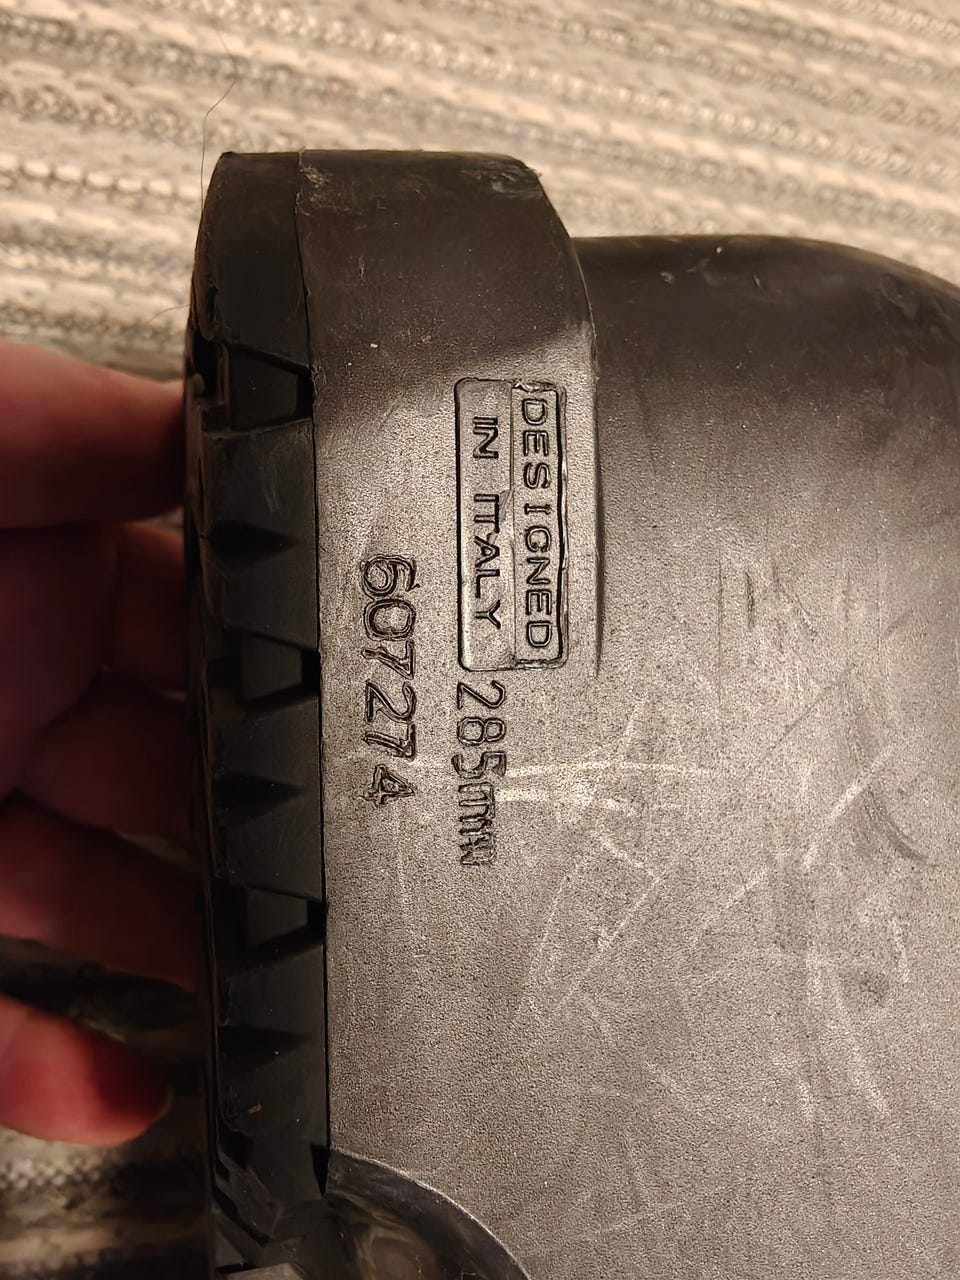 DESIGNED
IN ITALY
285mm
607274